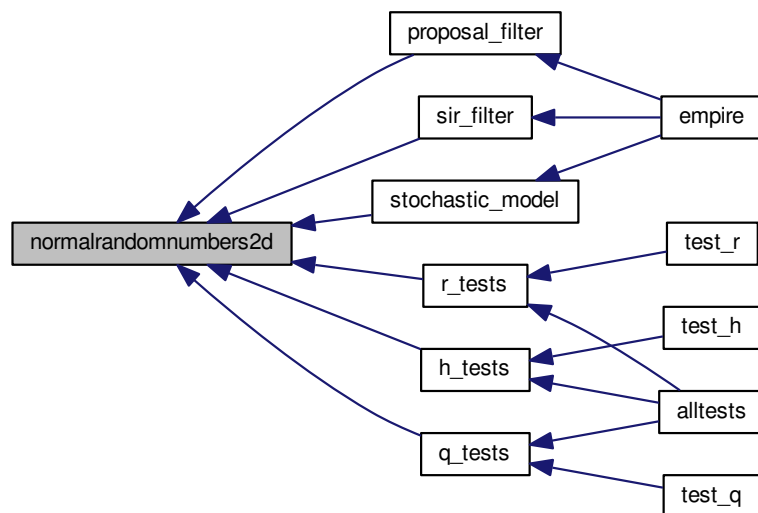 proposal_filter
sir_filter
empire
stochastic_model
normalrandomnumbers2d
test_r
r_tests
test_h
h_tests
alltests
q_tests
test_q